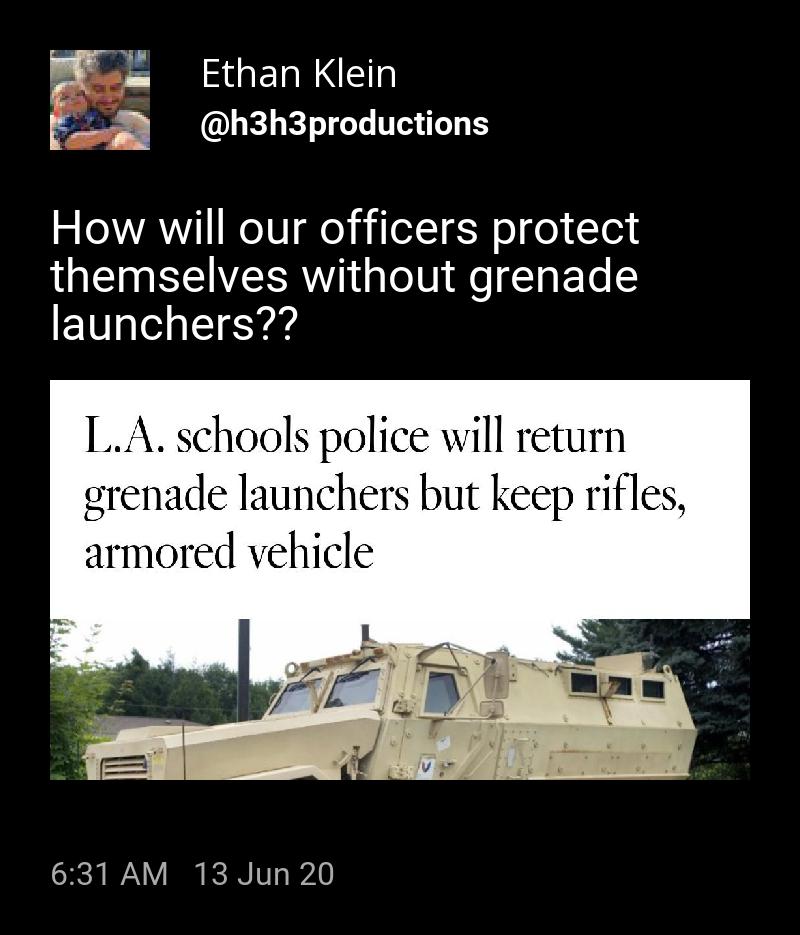 Ethan Klein
@h3h3productions
How will our officers protect
themselves without grenade
launchers??
L.A. schools police will return
grenade launchers but keep rifles,
armored vehicle
6:31 AM 13 Jun 20